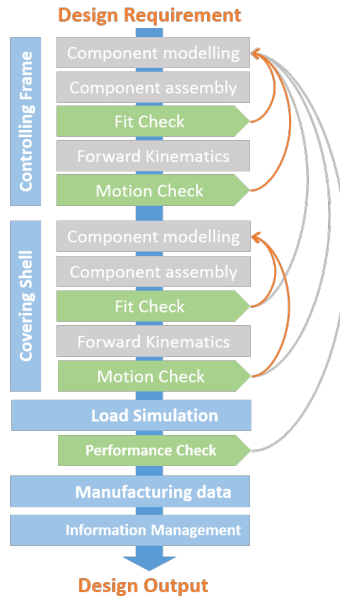 Design Requirement
Controlling Frame
Component modelling
Component assembly
Fit Check
Forward Kinematics
Motion Check
Covering Shell
Component modelling
Component assembly
Fit Check
Forward Kinematics
Motion Check
Load Simulation
Performance Check
Manufacturing data
Information Management
Design Output